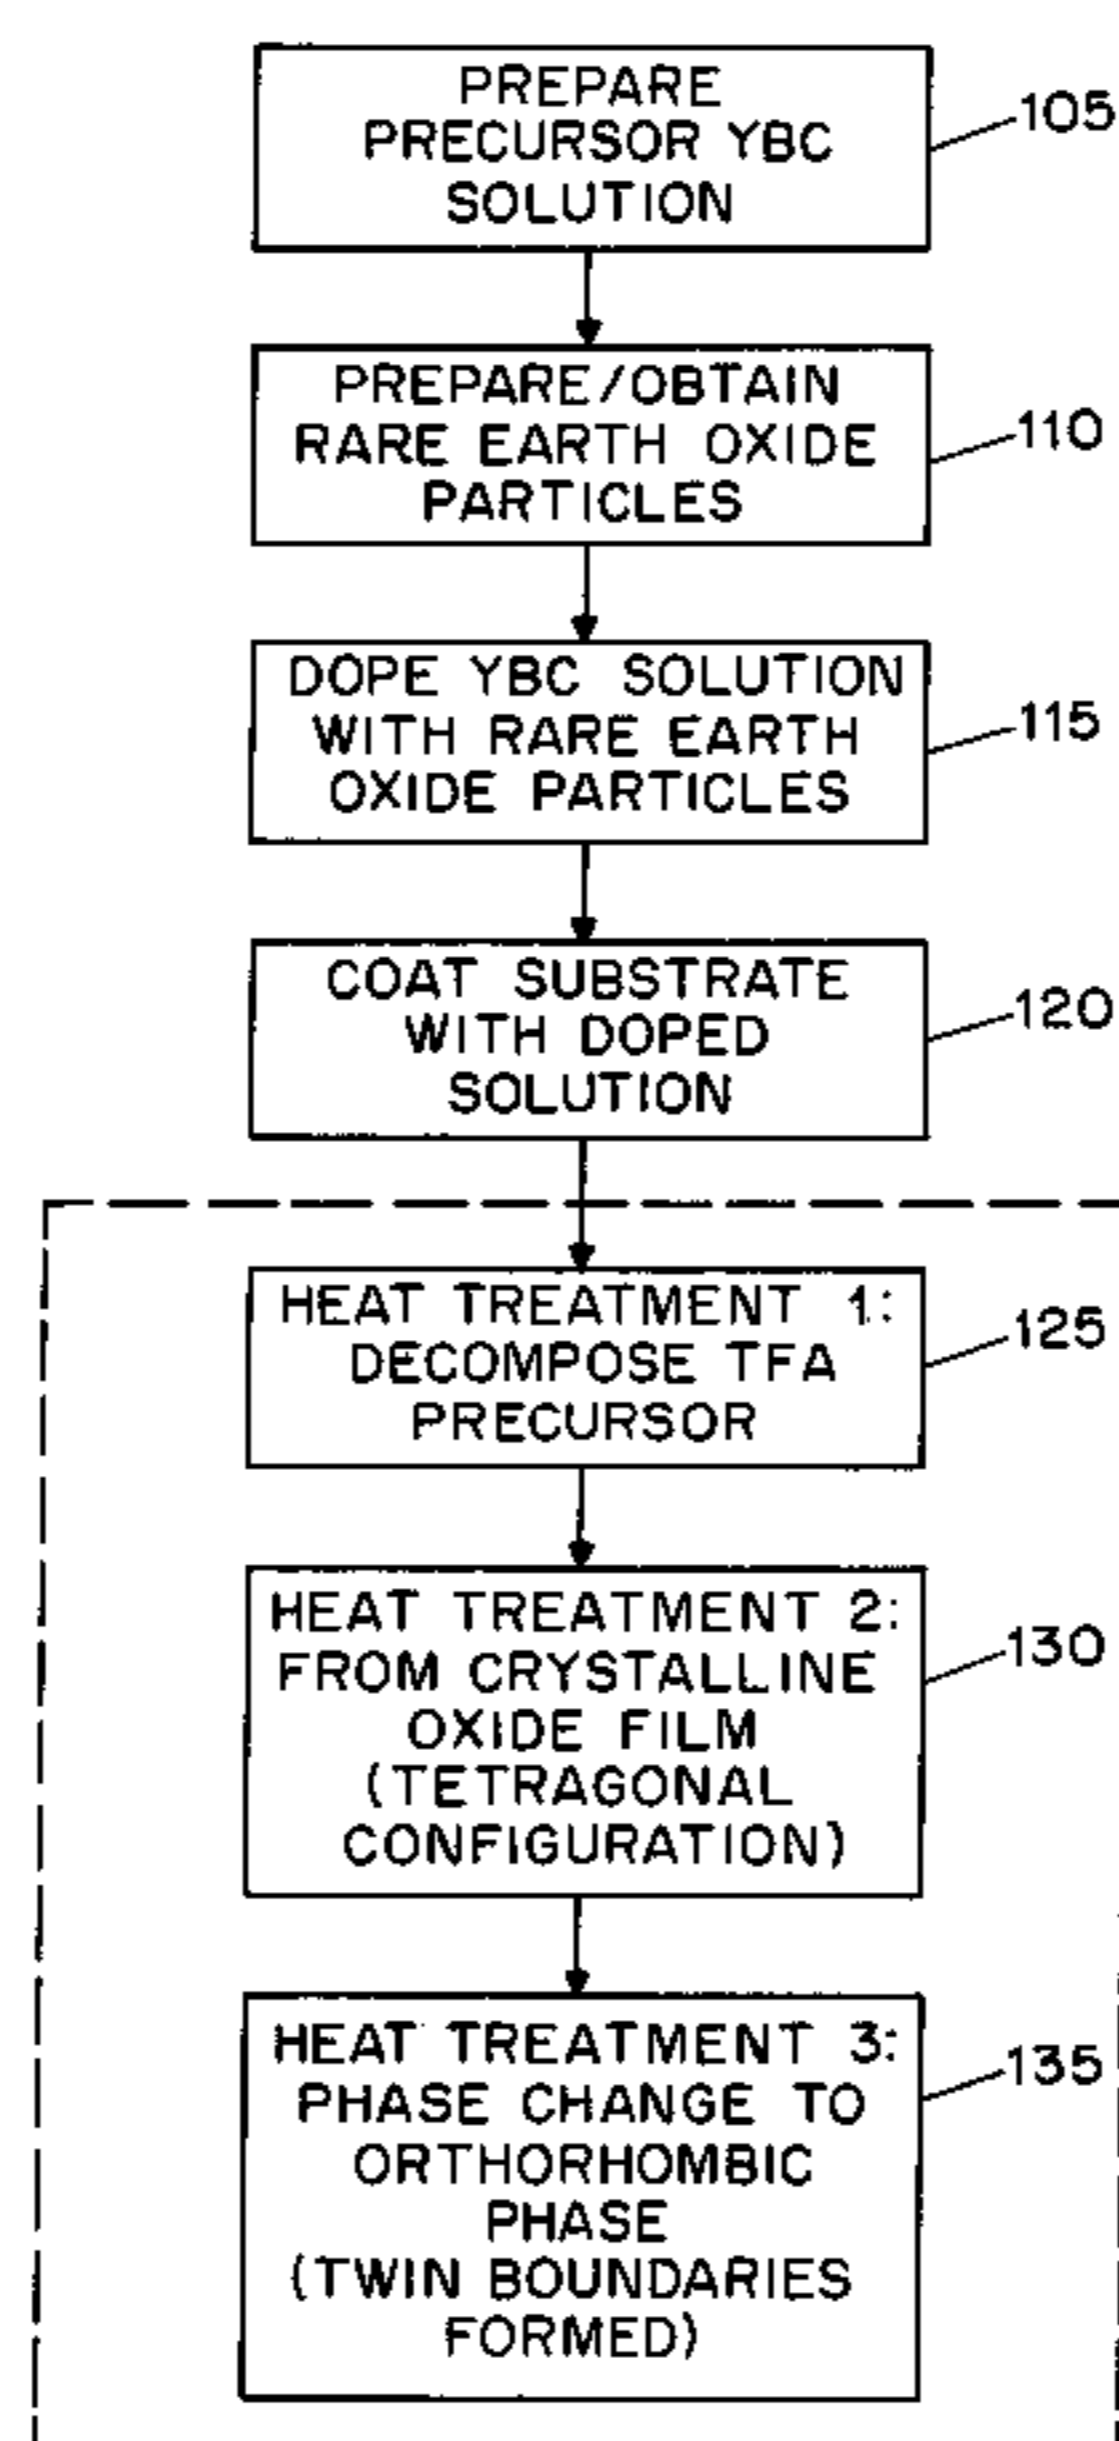 PREPARE
PRECURSOR YBC
SOLUTION
105
PREPARE/OBTAIN
RARE EARTH OXIDE
PARTICLES
110
DOPE YBC SOLUTION
WITH RARE EARTH
OXIDE PARTICLES
115
COAT SUBSTRATE
WITH DOPED
SOLUTION
120
HEAT TREATMENT 1:
DECOMPOSE TFA
PRECURSOR
125
HEAT TREATMENT 2:
FROM CRYSTALLINE
OXIDE FILM
(TETRAGONAL
CONFIGURATION)
130
HEAT TREATMENT 3:
PHASE CHANGE TO
ORTHORHOMBIC
PHASE
(TWIN BOUNDARIES
FORMED)
135